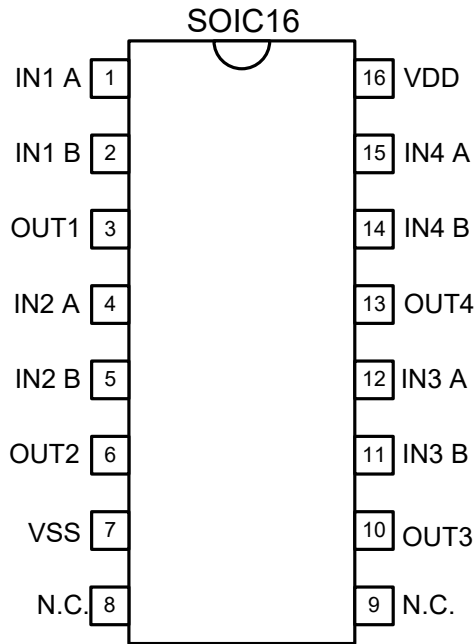 SOIC16
IN1 A 1 16 VDD
IN1 B 2 15 IN4 A
OUT1 3 14 IN4 B
IN2 A 4 13 OUT4
IN2 B 5 12 IN3 A
OUT2 6 11 IN3 B
VSS 7 10 OUT3
N.C. 8 9 N.C.